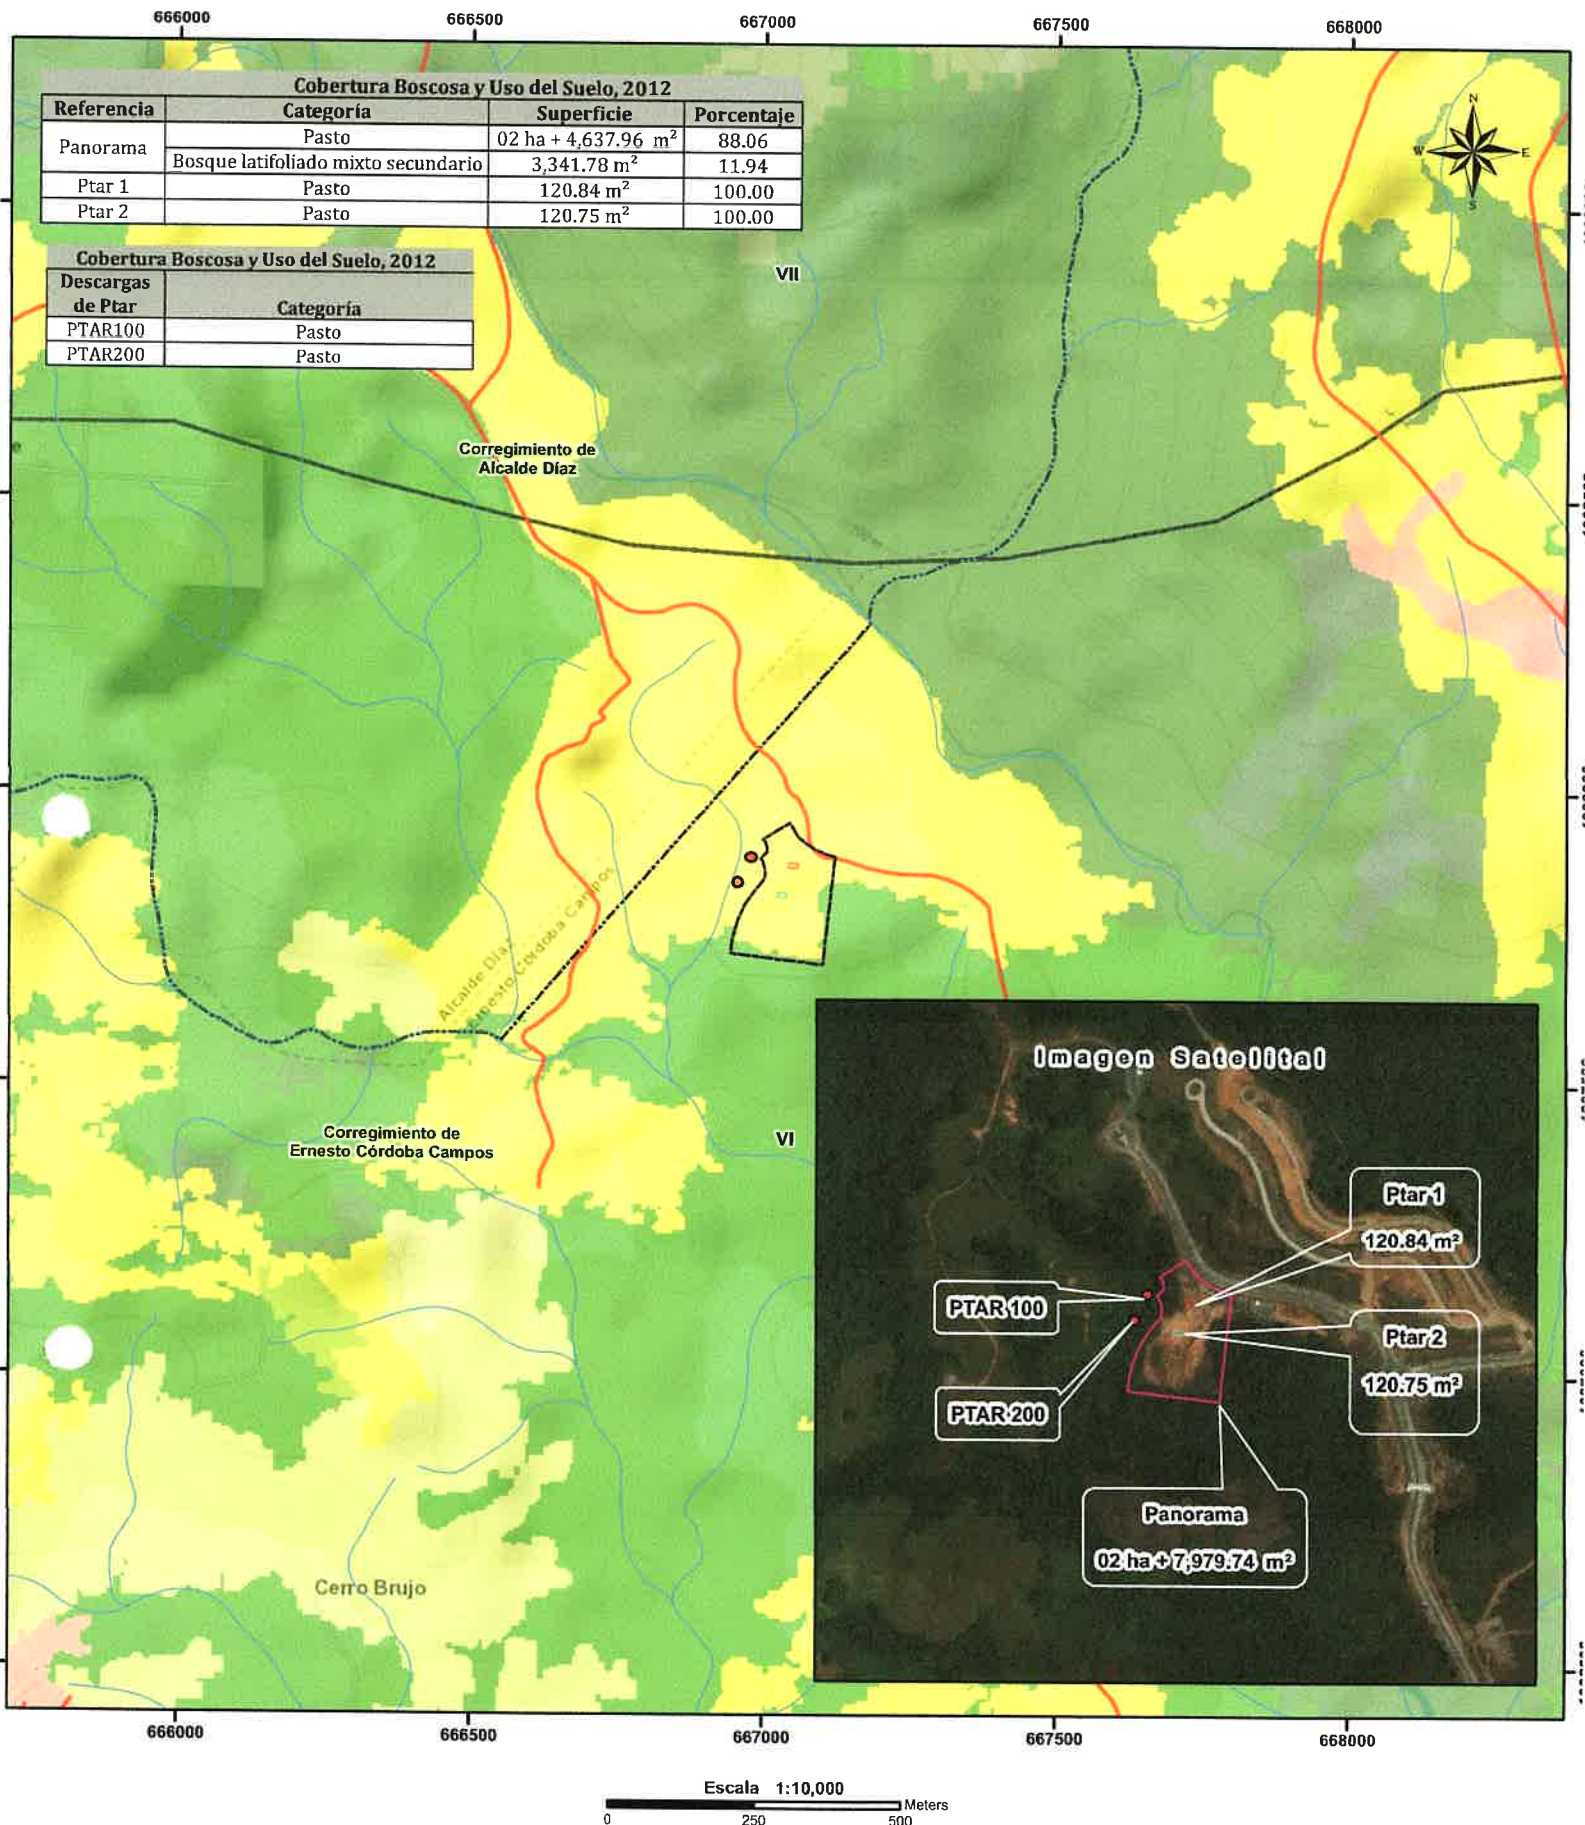 666000 666500 667000 667500 668000
Cobertura Boscosa y Uso del Suelo, 2012
Referencia Categoría Superficie Porcentaje
Panorama Pasto 02 ha + 4,637.96 m² 88.06
Bosque latifoliado mixto secundario 3,341.78 m² 11.94
Ptar 1 Pasto 120.84 m² 100.00
Ptar 2 Pasto 120.75 m² 100.00
N
W E
S
Cobertura Boscosa y Uso del Suelo, 2012
Descargas
de Ptar Categoría
PTAR100 Pasto
PTAR200 Pasto
VII
Corregimiento de
Alcalde Díaz
Alcalde Díaz
Ernesto Córdoba Campos
Corregimiento de
Ernesto Córdoba Campos
VI
Cerro Brujo
Imagen Satelital
Ptar 1
120.84 m²
PTAR 100
Ptar 2
120.75 m²
PTAR 200
Panorama
02 ha + 7,979.74 m²
666000 666500 667000 667500 668000
Escala 1:10,000
Meters
0 250 500